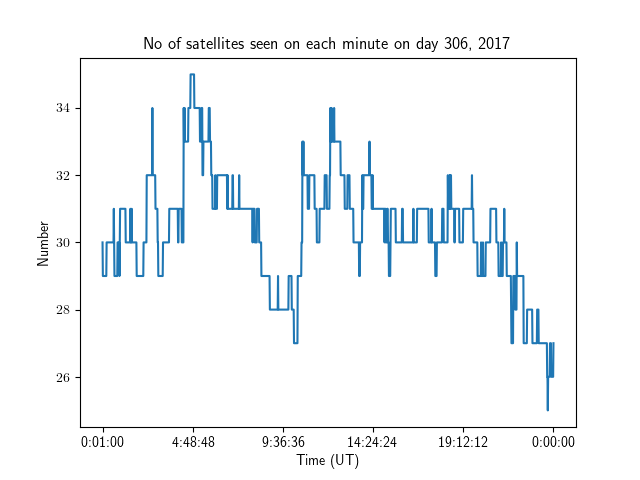 No of satellites seen on each minute on day 306, 2017
34
32
30
28
26
Number
0:01:00 4:48:48 9:36:36 14:24:24 19:12:12 0:00:00
Time (UT)